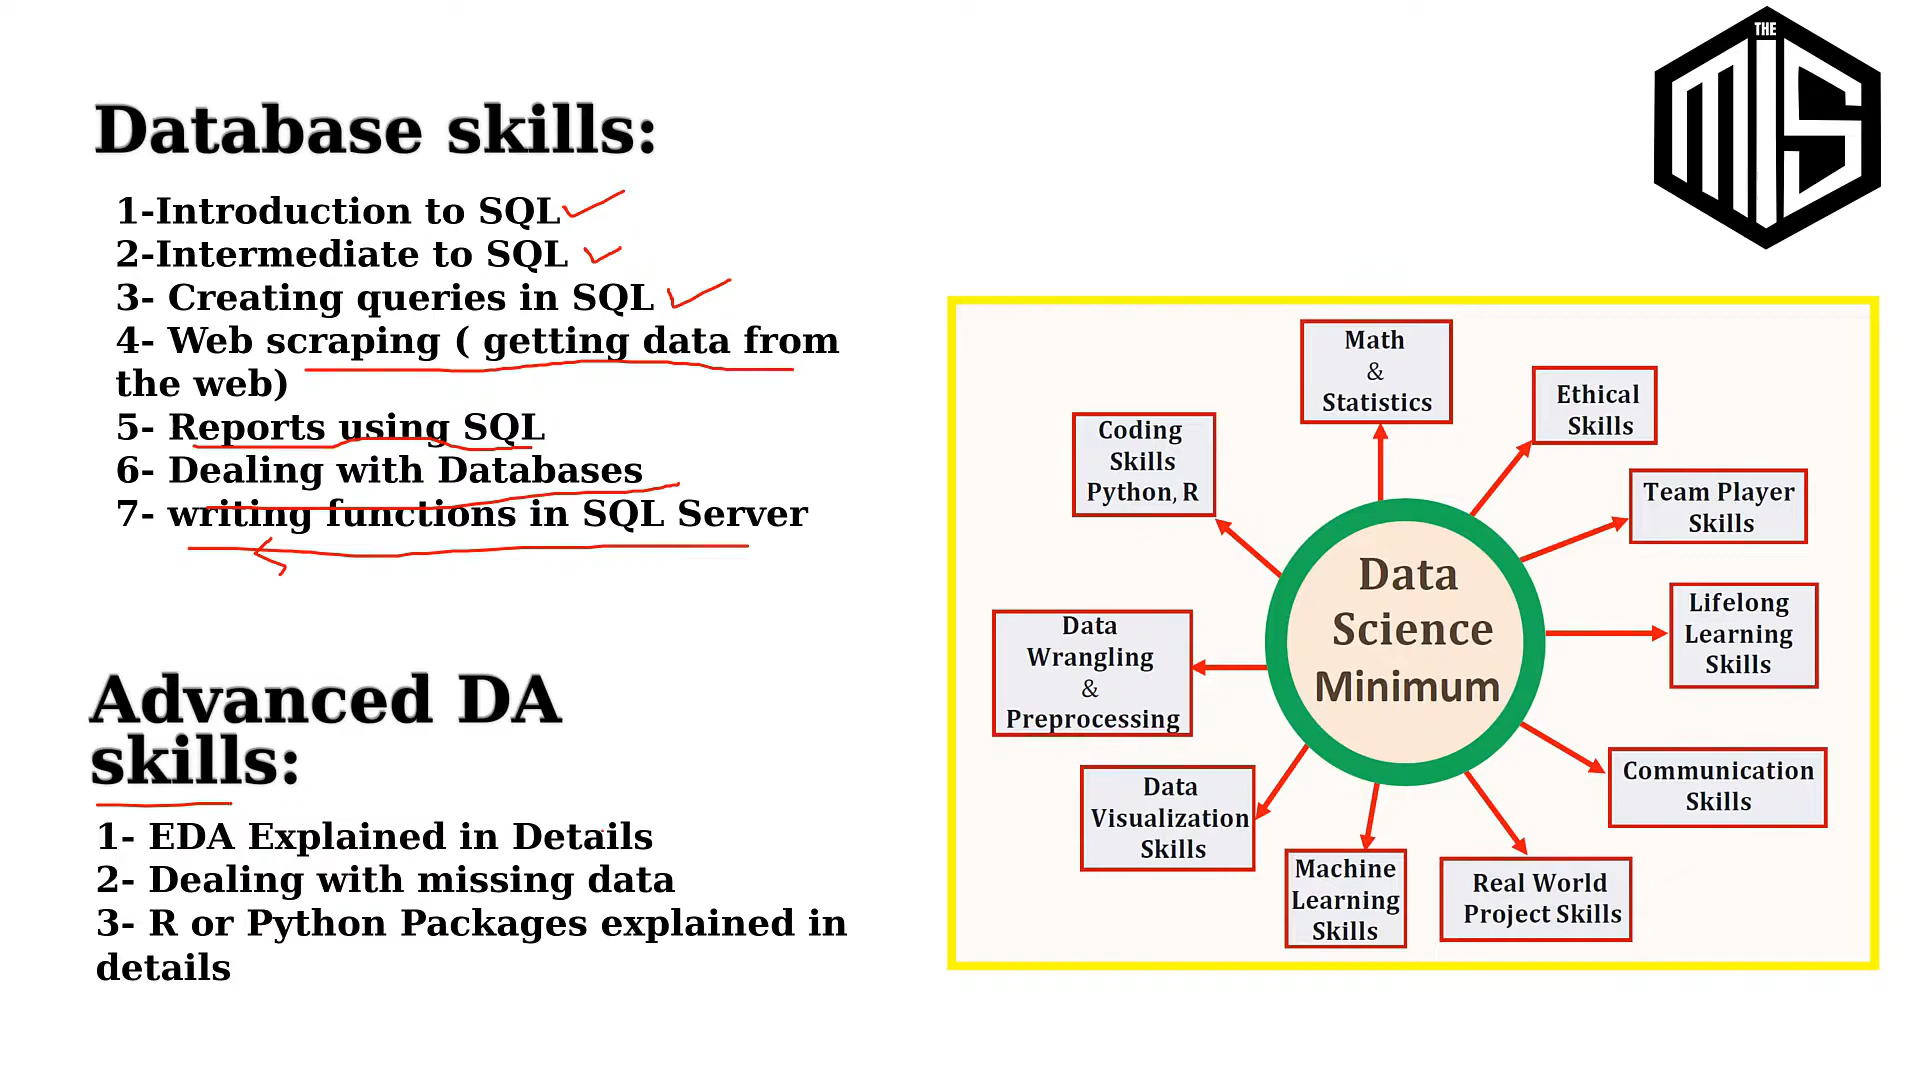 THE
MIS
Database skills:
1-Introduction to SQL
2-Intermediate to SQL
3- Creating queries in SQL
4- Web scraping ( getting data from
the web)
5- Reports using SQL
6- Dealing with Databases
7- writing functions in SQL Server
Advanced DA
skills:
1- EDA Explained in Details
2- Dealing with missing data
3- R or Python Packages explained in
details
Math
&
Statistics
Ethical
Skills
Coding
Skills
Python, R
Team Player
Skills
Data
Science
Minimum
Lifelong
Learning
Skills
Data
Wrangling
&
Preprocessing
Communication
Skills
Data
Visualization
Skills
Machine
Learning
Skills
Real World
Project Skills